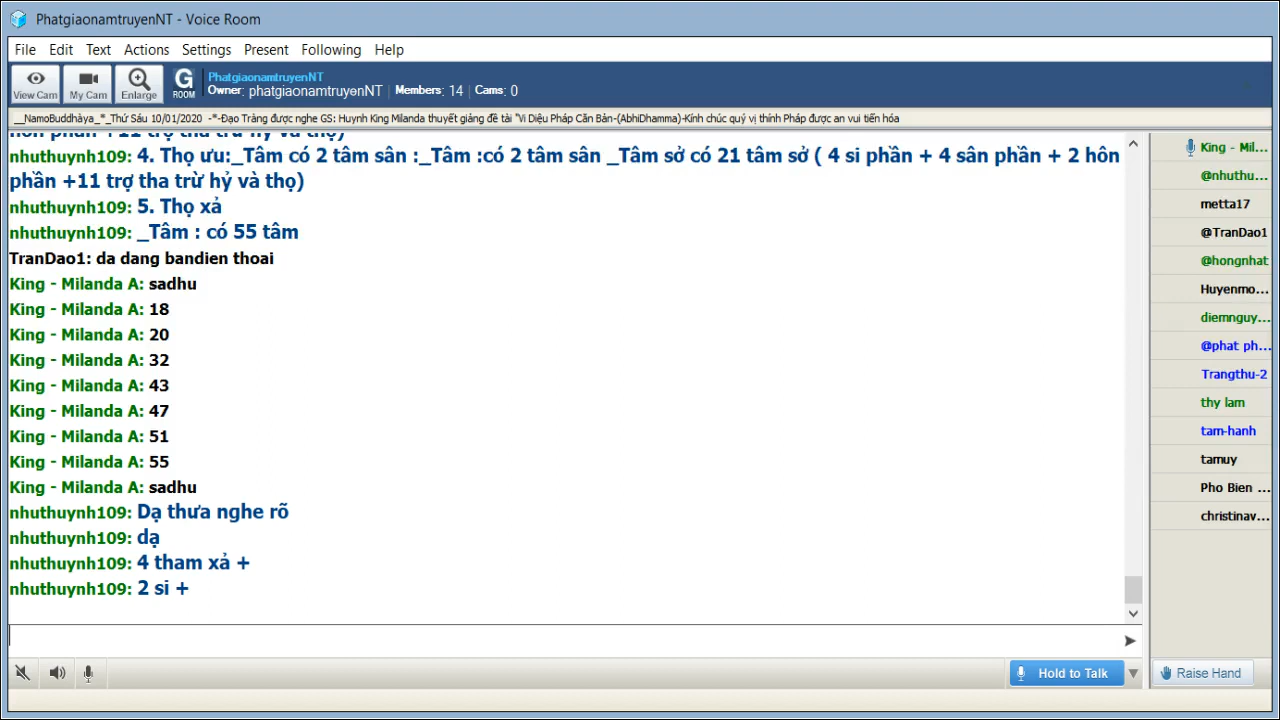 PhatgiaonamtruyenNT - Voice Room
File Edit Text Actions Settings Present Following Help
View Cam My Cam Enlarge G ROOM PhatgiaonamtruyenNT
Owner: phatgiaonamtruyenNT Members: 14 Cams: 0
__NamoBuddhàya_*_Thứ Sáu 10/01/2020 -*-Đạo Tràng được nghe GS: Huynh King Milanda thuyết giảng đề tài "Vi Diệu Pháp Căn Bản-(AbhiDhamma)-Kính chúc quý vị thính Pháp được an vui tiến hóa
hôn phần +11 trợ tha trừ hỷ và thọ)
nhuthuynh109: 4. Thọ ưu:_Tâm có 2 tâm sân :_Tâm :có 2 tâm sân _Tâm sở có 21 tâm sở ( 4 si phần + 4 sân phần + 2 hôn
phần +11 trợ tha trừ hỷ và thọ)
nhuthuynh109: 5. Thọ xả
nhuthuynh109: _Tâm : có 55 tâm
TranDao1: da dang bandien thoai
King - Milanda A: sadhu
King - Milanda A: 18
King - Milanda A: 20
King - Milanda A: 32
King - Milanda A: 43
King - Milanda A: 47
King - Milanda A: 51
King - Milanda A: 55
King - Milanda A: sadhu
nhuthuynh109: Dạ thưa nghe rõ
nhuthuynh109: dạ
nhuthuynh109: 4 tham xả +
nhuthuynh109: 2 si +
King - Mil...
@nhuthu...
metta17
@TranDao1
@hongnhat
Huyenmo...
diemnguy...
@phat ph...
Trangthu-2
thy lam
tam-hanh
tamuy
Pho Bien ...
christinav...
Hold to Talk
Raise Hand